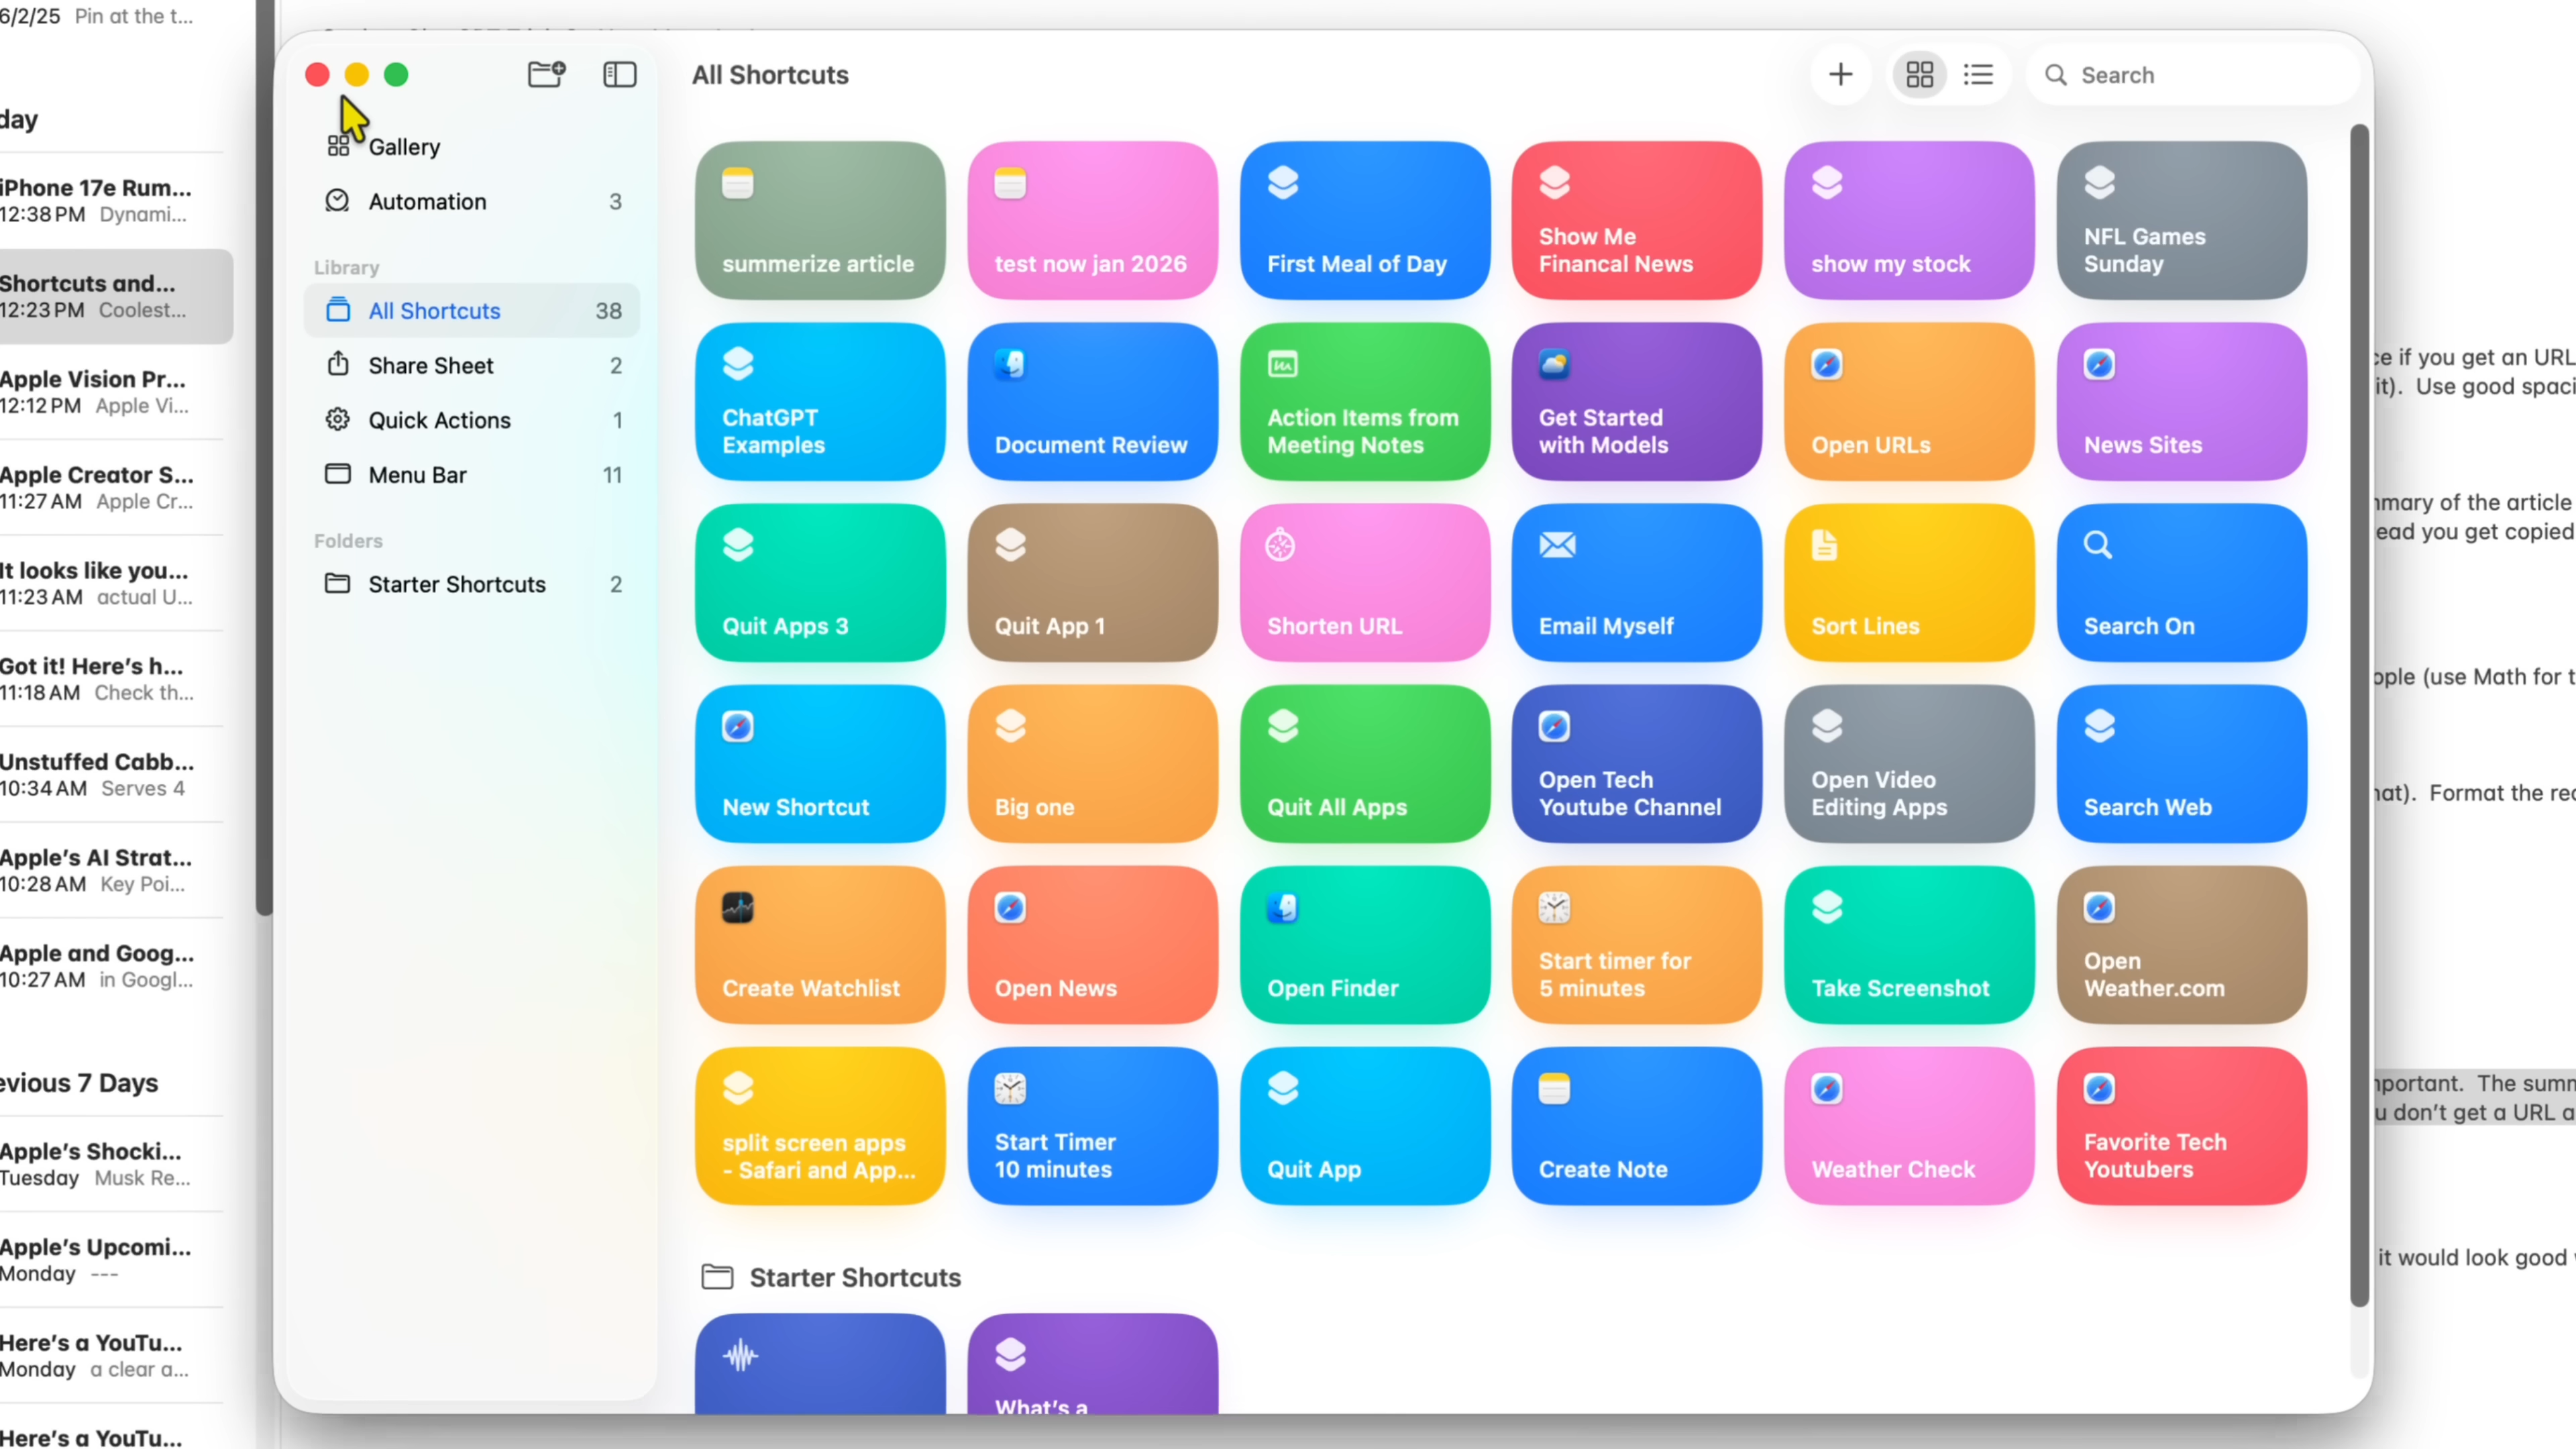 6/2/25 Pin at the t...
day
iPhone 17e Rum...
12:38 PM Dynami...
Shortcuts and...
12:23 PM Coolest...
Apple Vision Pr...
12:12 PM Apple Vi...
Apple Creator S...
11:27 AM Apple Cr...
It looks like you...
11:23 AM actual U...
Got it! Here's h...
11:18 AM Check th...
Unstuffed Cabb...
10:34 AM Serves 4
Apple's AI Strat...
10:28 AM Key Poi...
Apple and Goog...
10:27 AM in Googl...
evious 7 Days
Apple's Shocki...
Tuesday Musk Re...
Apple's Upcomi...
Monday ---
Here's a YouTu...
Monday a clear a...
Here's a YouTu...
Gallery
Automation 3
Library
All Shortcuts 38
Share Sheet 2
Quick Actions 1
Menu Bar 11
Folders
Starter Shortcuts 2
All Shortcuts
Search
summerize article
test now jan 2026
First Meal of Day
Show Me
Financal News
show my stock
NFL Games
Sunday
ChatGPT
Examples
Document Review
Action Items from
Meeting Notes
Get Started
with Models
Open URLs
News Sites
Quit Apps 3
Quit App 1
Shorten URL
Email Myself
Sort Lines
Search On
New Shortcut
Big one
Quit All Apps
Open Tech
Youtube Channel
Open Video
Editing Apps
Search Web
Create Watchlist
Open News
Open Finder
Start timer for
5 minutes
Take Screenshot
Open
Weather.com
split screen apps
- Safari and App...
Start Timer
10 minutes
Quit App
Create Note
Weather Check
Favorite Tech
Youtubers
Starter Shortcuts
What's a
ce if you get an URL
it). Use good spaci
mmary of the article
ead you get copied
ople (use Math for t
hat). Format the rec
mportant. The summ
u don't get a URL a
it would look good